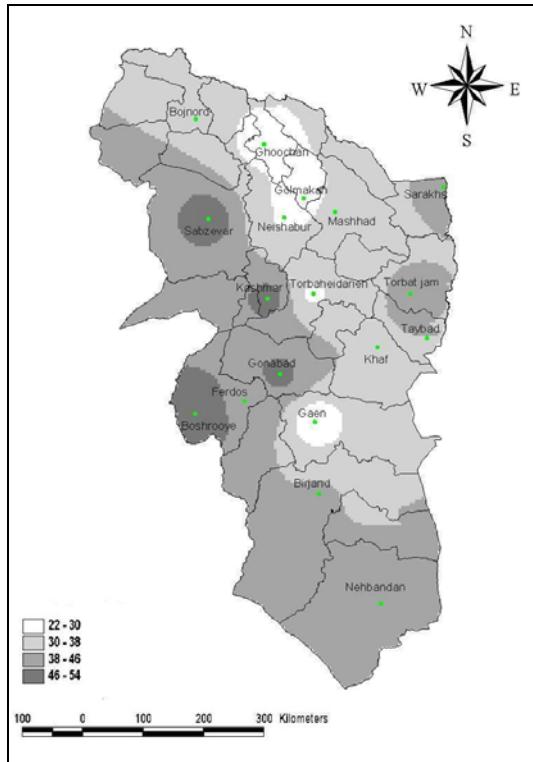 N
W E
S
Bojnord
Ghoochan
Golmakan
Sarakhs
Neishabur
Mashhad
Sabzevar
Kashmar
Torbaheidarieh
Torbat jam
Taybad
Khaf
Gonabad
Ferdos
Boshrooye
Gaen
Birjand
Nehbandan
22 - 30
30 - 38
38 - 46
46 - 54
100 0 100 200 300 Kilometers